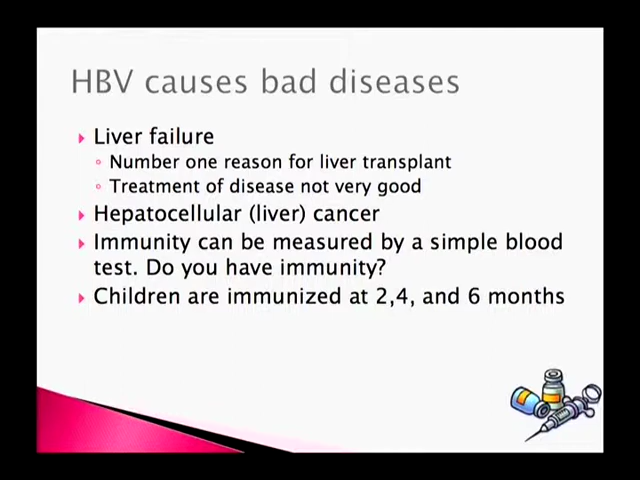 HBV causes bad diseases
Liver failure
Number one reason for liver transplant
Treatment of disease not very good
Hepatocellular (liver) cancer
Immunity can be measured by a simple blood
test. Do you have immunity?
Children are immunized at 2,4, and 6 months